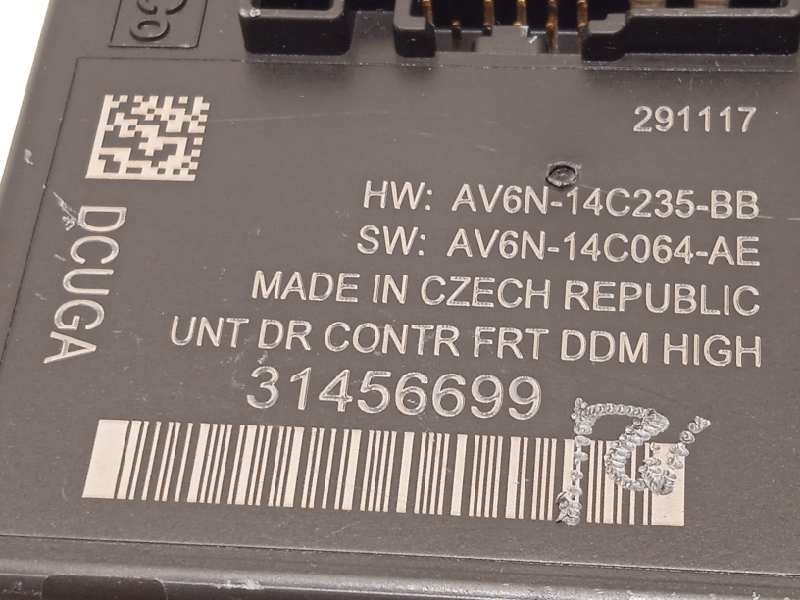 291117
HW: AV6N-14C235-BB
SW: AV6N-14C064-AE
MADE IN CZECH REPUBLIC
UNT DR CONTR FRT DDM HIGH
31456699
DCUGA